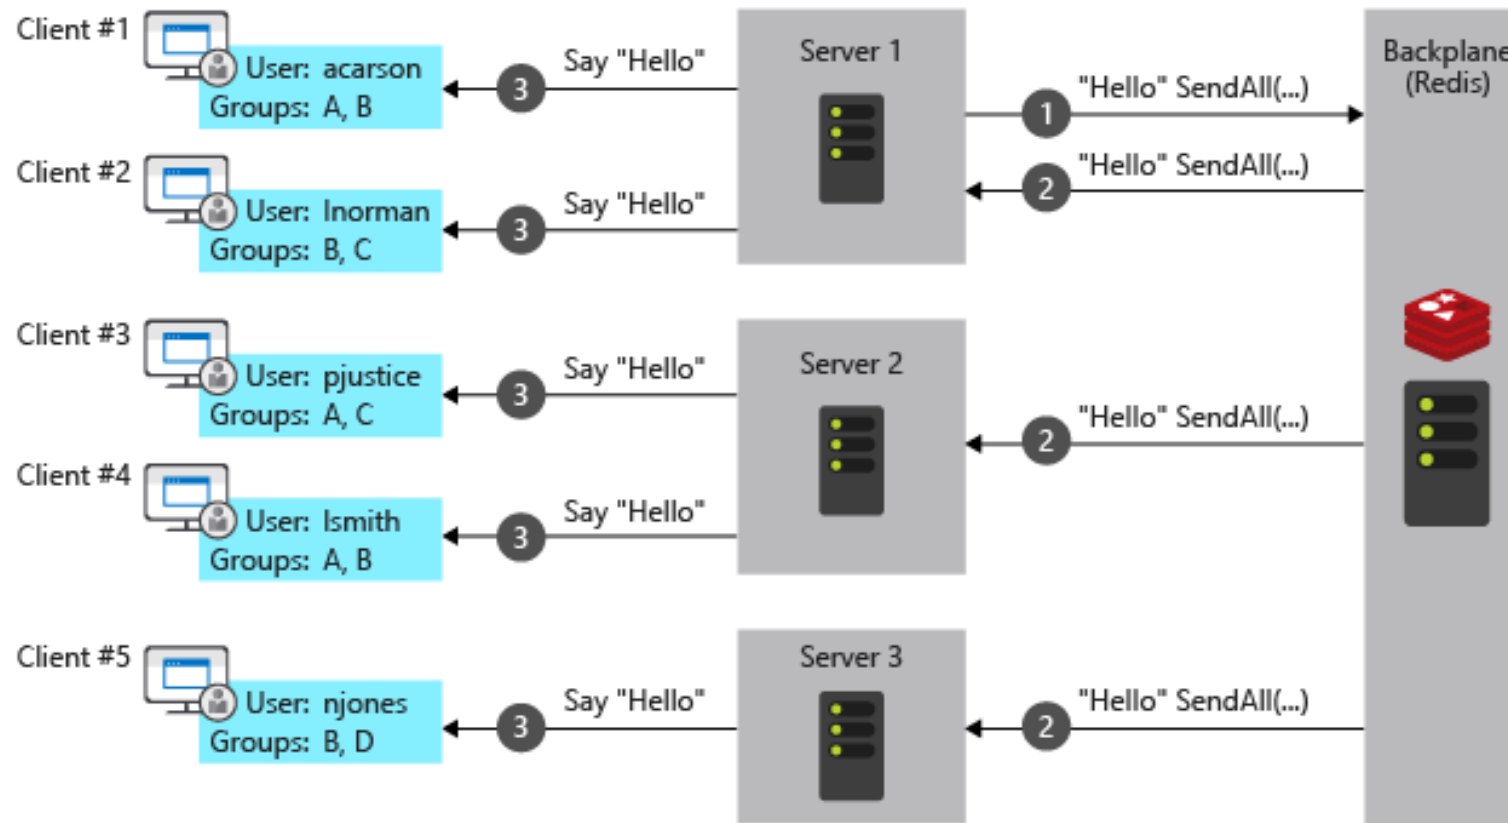 Client #1
User: acarson
Groups: A, B
Say "Hello"
3
Server 1
"Hello" SendAll(...)
1
"Hello" SendAll(...)
2
Backplane
(Redis)
Client #2
User: lnorman
Groups: B, C
Say "Hello"
3
Client #3
User: pjustice
Groups: A, C
Say "Hello"
3
Server 2
"Hello" SendAll(...)
2
Client #4
User: lsmith
Groups: A, B
Say "Hello"
3
Client #5
User: njones
Groups: B, D
Say "Hello"
3
Server 3
"Hello" SendAll(...)
2